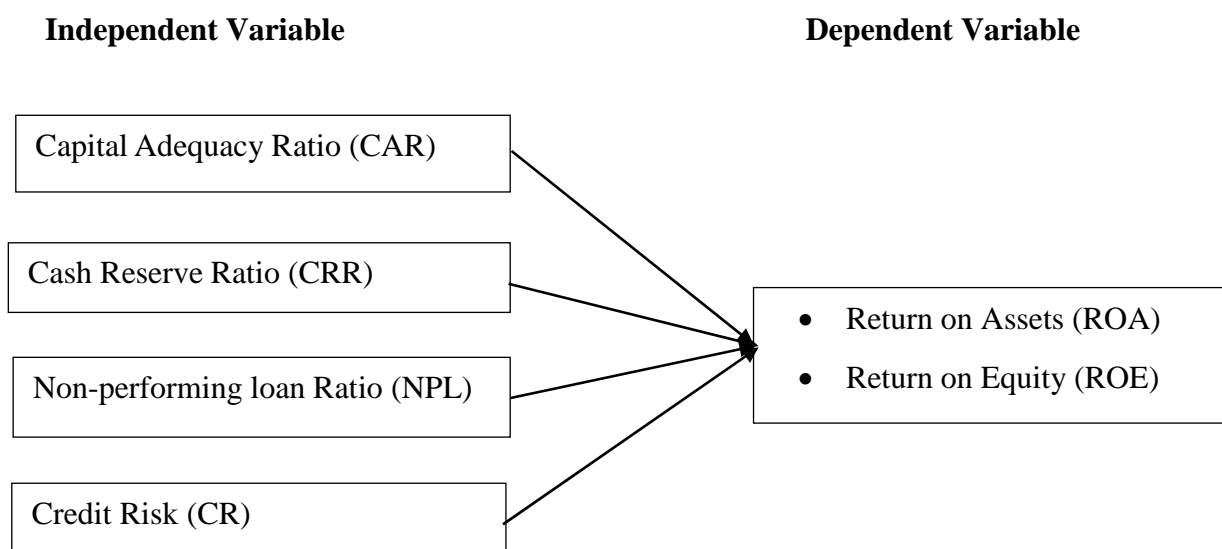 Independent Variable
Dependent Variable
Capital Adequacy Ratio (CAR)
Cash Reserve Ratio (CRR)
Non-performing loan Ratio (NPL)
Credit Risk (CR)
• Return on Assets (ROA)
• Return on Equity (ROE)